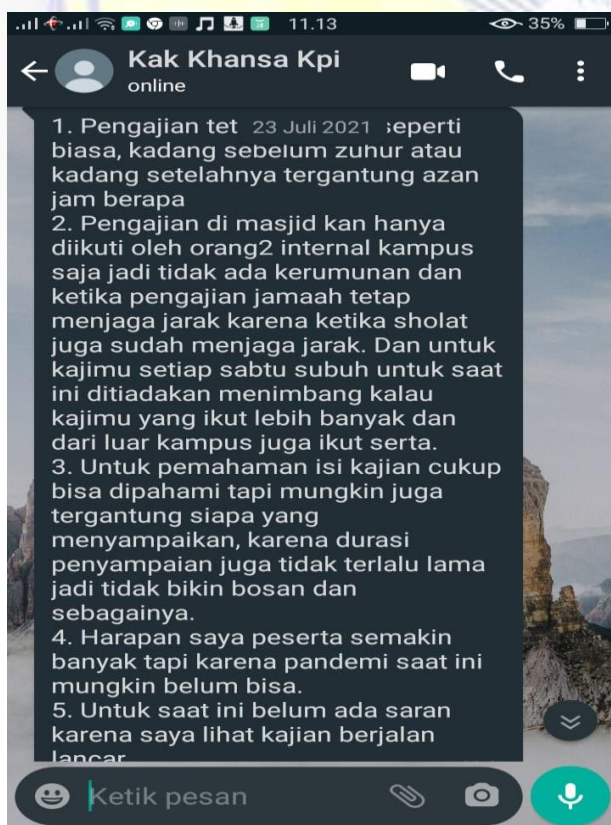 11.13
35%
Kak Khansa Kpi
online
23 Juli 2021
1. Pengajian tet seperti
biasa, kadang sebelum zuhur atau
kadang setelahnya tergantung azan
jam berapa
2. Pengajian di masjid kan hanya
diikuti oleh orang2 internal kampus
saja jadi tidak ada kerumunan dan
ketika pengajian jamaah tetap
menjaga jarak karena ketika sholat
juga sudah menjaga jarak. Dan untuk
kajimu setiap sabtu subuh untuk saat
ini ditiadakan menimbang kalau
kajimu yang ikut lebih banyak dan
dari luar kampus juga ikut serta.
3. Untuk pemahaman isi kajian cukup
bisa dipahami tapi mungkin juga
tergantung siapa yang
menyampaikan, karena durasi
penyampaian juga tidak terlalu lama
jadi tidak bikin bosan dan
sebagainya.
4. Harapan saya peserta semakin
banyak tapi karena pandemi saat ini
mungkin belum bisa.
5. Untuk saat ini belum ada saran
karena saya lihat kajian berjalan
lancar
Ketik pesan